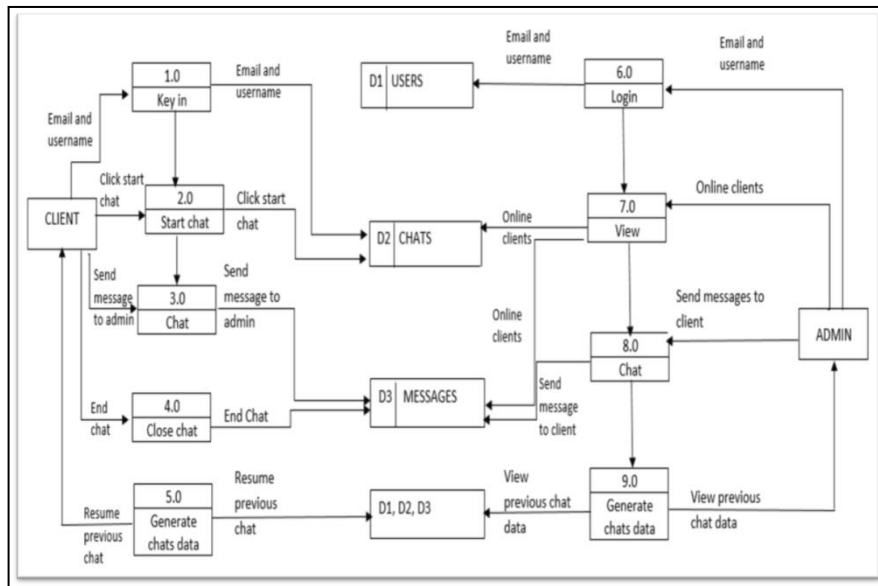 Email and
username
1.0
Key in
Email and
username
D1 USERS
Email and
username
6.0
Login
Email and
username
Email and
username
Click start
chat
CLIENT
2.0
Start chat
Click start
chat
D2 CHATS
Online
clients
7.0
View
Online clients
Send
message
to admin
3.0
Chat
Send
message to
admin
Online
clients
Send messages to
client
8.0
Chat
ADMIN
End
chat
4.0
Close chat
End Chat
D3 MESSAGES
Send
message
to client
Resume
previous
chat
5.0
Generate
chats data
Resume
previous
chat
D1, D2, D3
View
previous chat
data
9.0
Generate
chats data
View previous
chat data